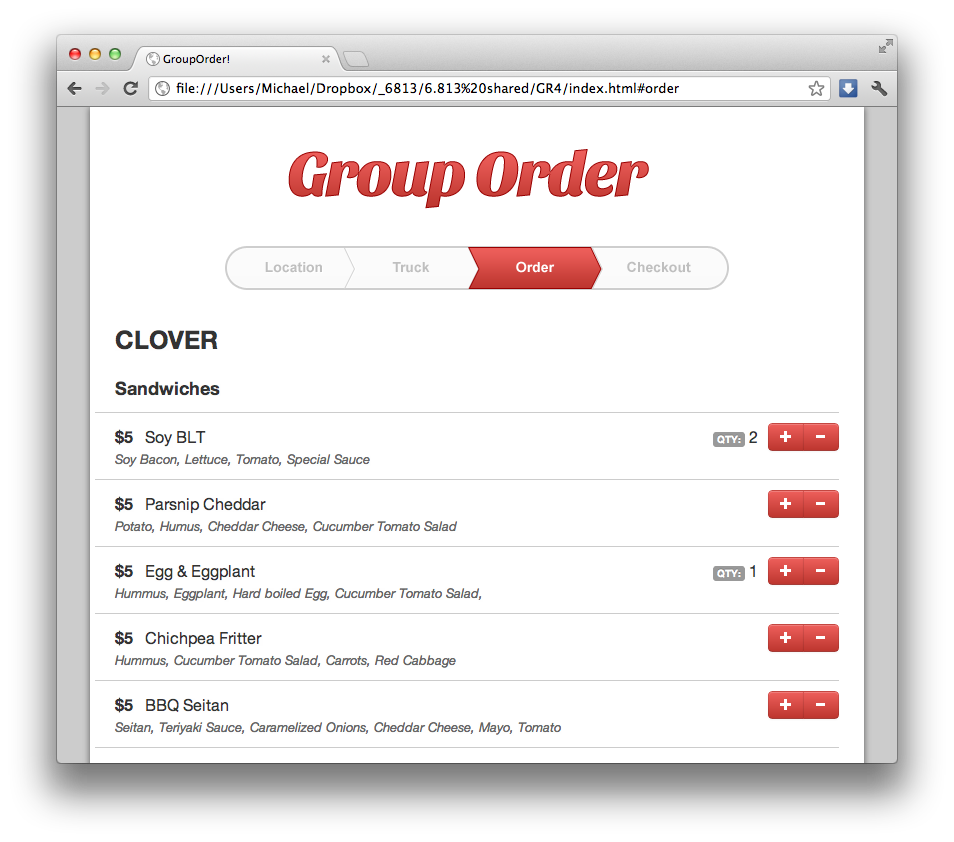 GroupOrder!
file:///Users/Michael/Dropbox/_6813/6.813%20shared/GR4/index.html#order
Group Order
Location Truck Order Checkout
CLOVER
Sandwiches
$5 Soy BLT QTY: 2 + −
Soy Bacon, Lettuce, Tomato, Special Sauce
$5 Parsnip Cheddar + −
Potato, Humus, Cheddar Cheese, Cucumber Tomato Salad
$5 Egg & Eggplant QTY: 1 + −
Hummus, Eggplant, Hard boiled Egg, Cucumber Tomato Salad,
$5 Chichpea Fritter + −
Hummus, Cucumber Tomato Salad, Carrots, Red Cabbage
$5 BBQ Seitan + −
Seitan, Teriyaki Sauce, Caramelized Onions, Cheddar Cheese, Mayo, Tomato